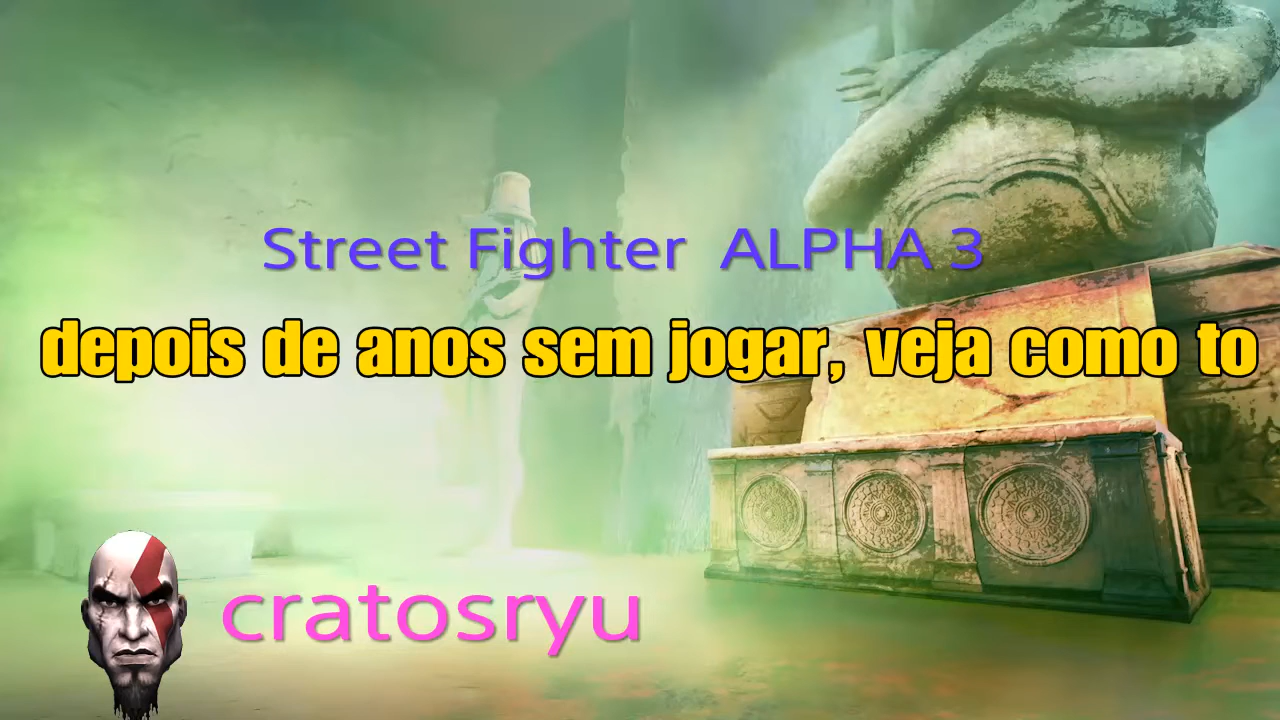 Street Fighter ALPHA 3
depois de anos sem jogar, veja como to
cratosryu